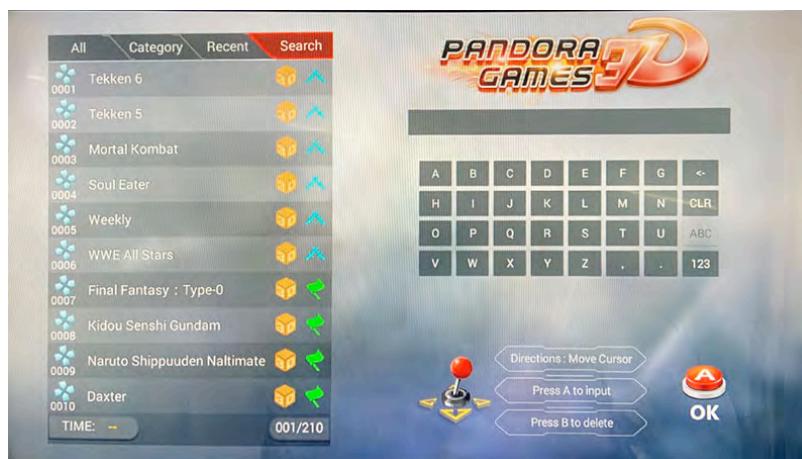 All Category Recent Search
0001 Tekken 6
0002 Tekken 5
0003 Mortal Kombat
0004 Soul Eater
0005 Weekly
0006 WWE All Stars
0007 Final Fantasy : Type-0
0008 Kidou Senshi Gundam
0009 Naruto Shippuuden Naltimate
0010 Daxter
TIME: -- 001/210
PANDORA
GAMES 3D
A B C D E F G <-
H I J K L M N CLR
O P Q R S T U ABC
V W X Y Z , . 123
Directions : Move Cursor
Press A to input
Press B to delete
A
OK